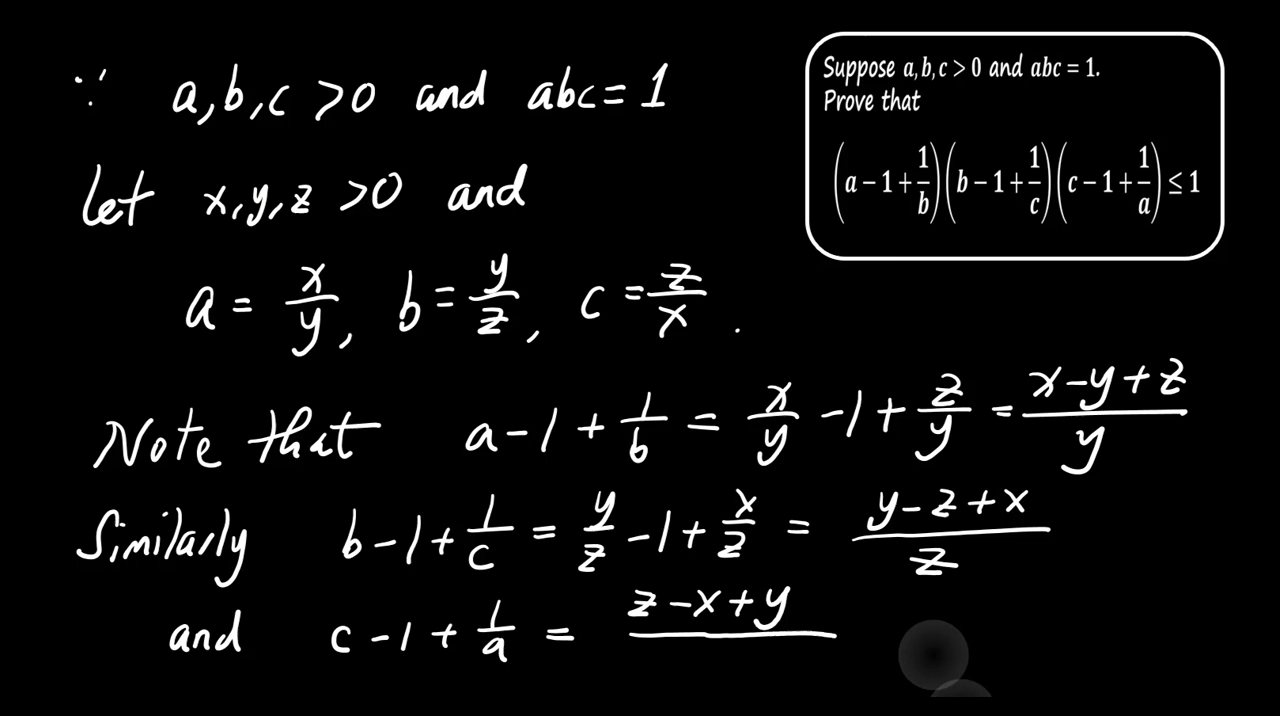 ∵ a,b,c >0 and abc=1
Let x,y,z >0 and
a = x/y, b = y/z, c = z/x.
Note that a-1+1/b = x/y -1+ z/y = (x-y+z)/y
Similarly b-1+1/c = y/z -1+ x/z = (y-z+x)/z
and c-1+1/a = (z-x+y)/
Suppose a,b,c > 0 and abc = 1.
Prove that
(a-1+1/b)(b-1+1/c)(c-1+1/a) ≤ 1